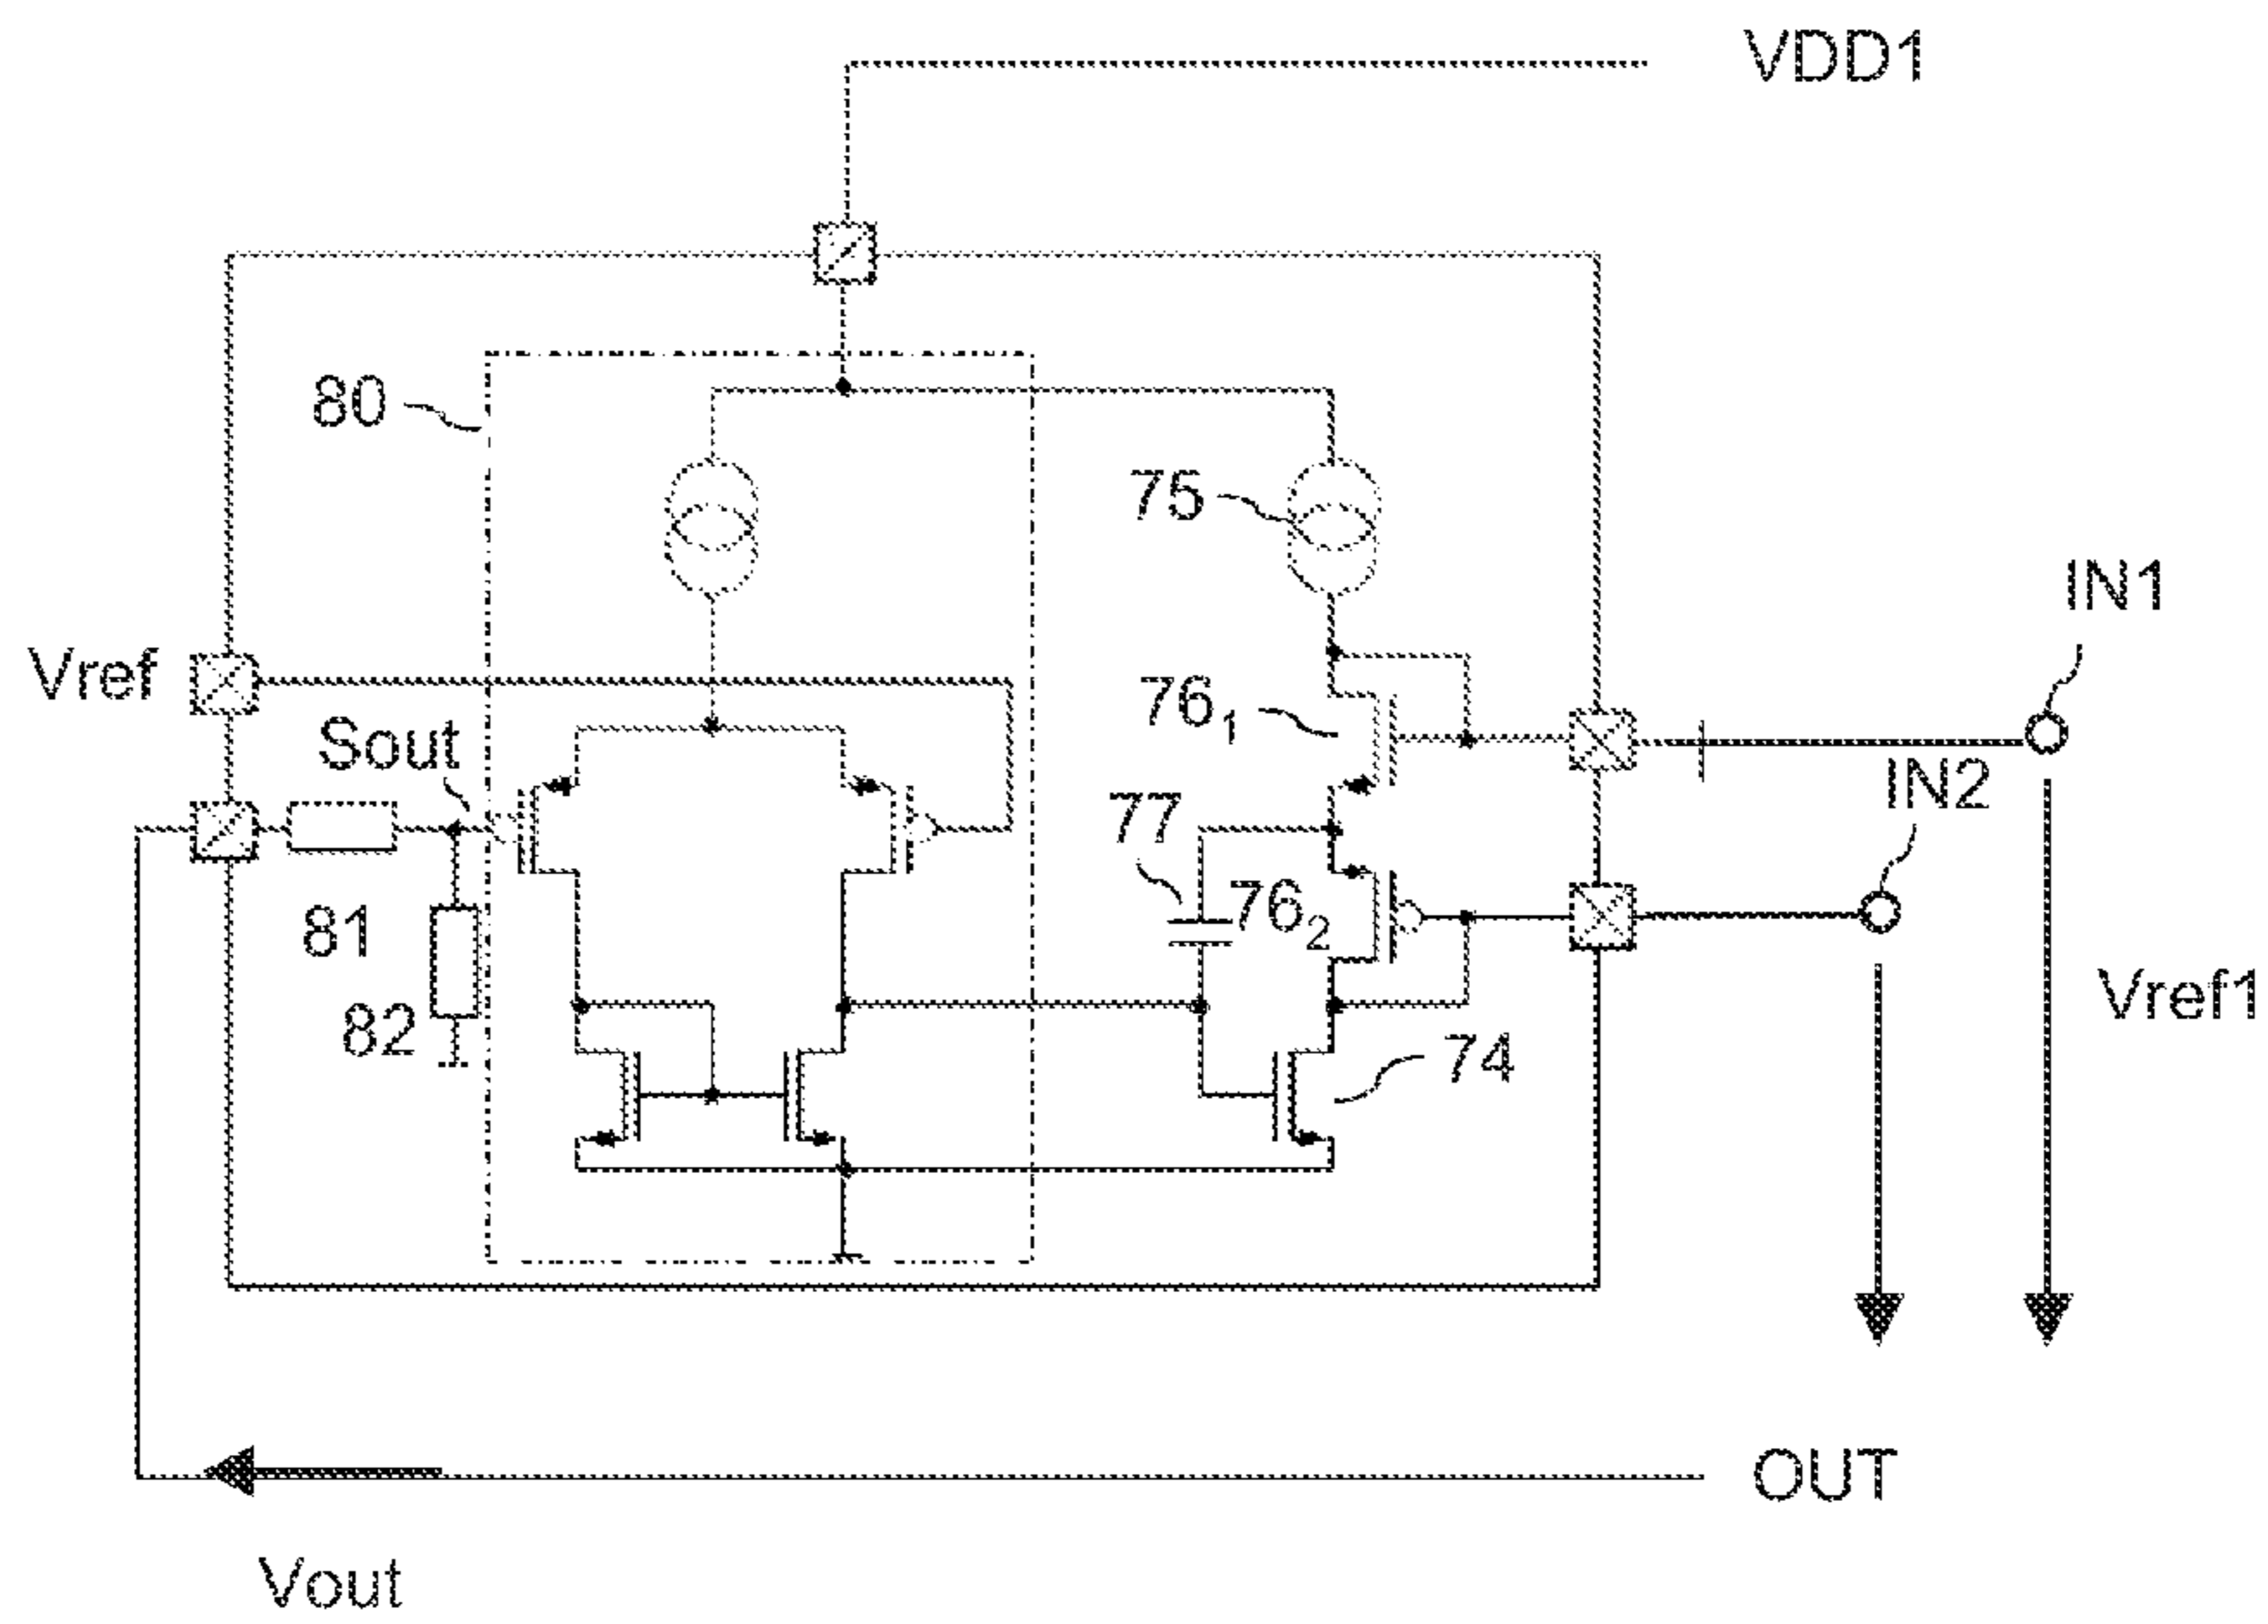 VDD1
80
75
IN1
Vref
76₁
Sout
IN2
77
76₂
81
Vref1
82
74
OUT
Vout